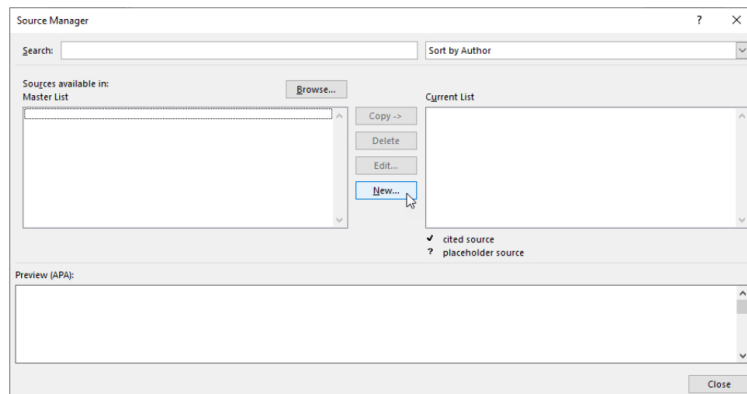 Source Manager ? ×
Search: Sort by Author
Sources available in:
Master List
Browse...
Current List
Copy ->
Delete
Edit...
New...
✔ cited source
? placeholder source
Preview (APA):
Close